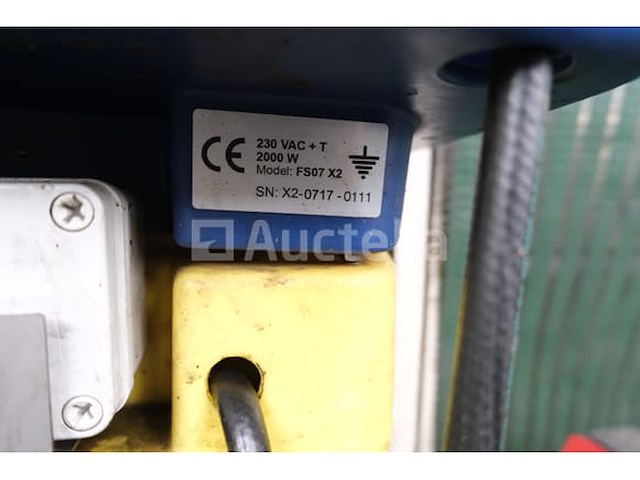 CE
230 VAC + T
2000 W
Model: FS07 X2
SN: X2-0717 - 0111
Auctelia